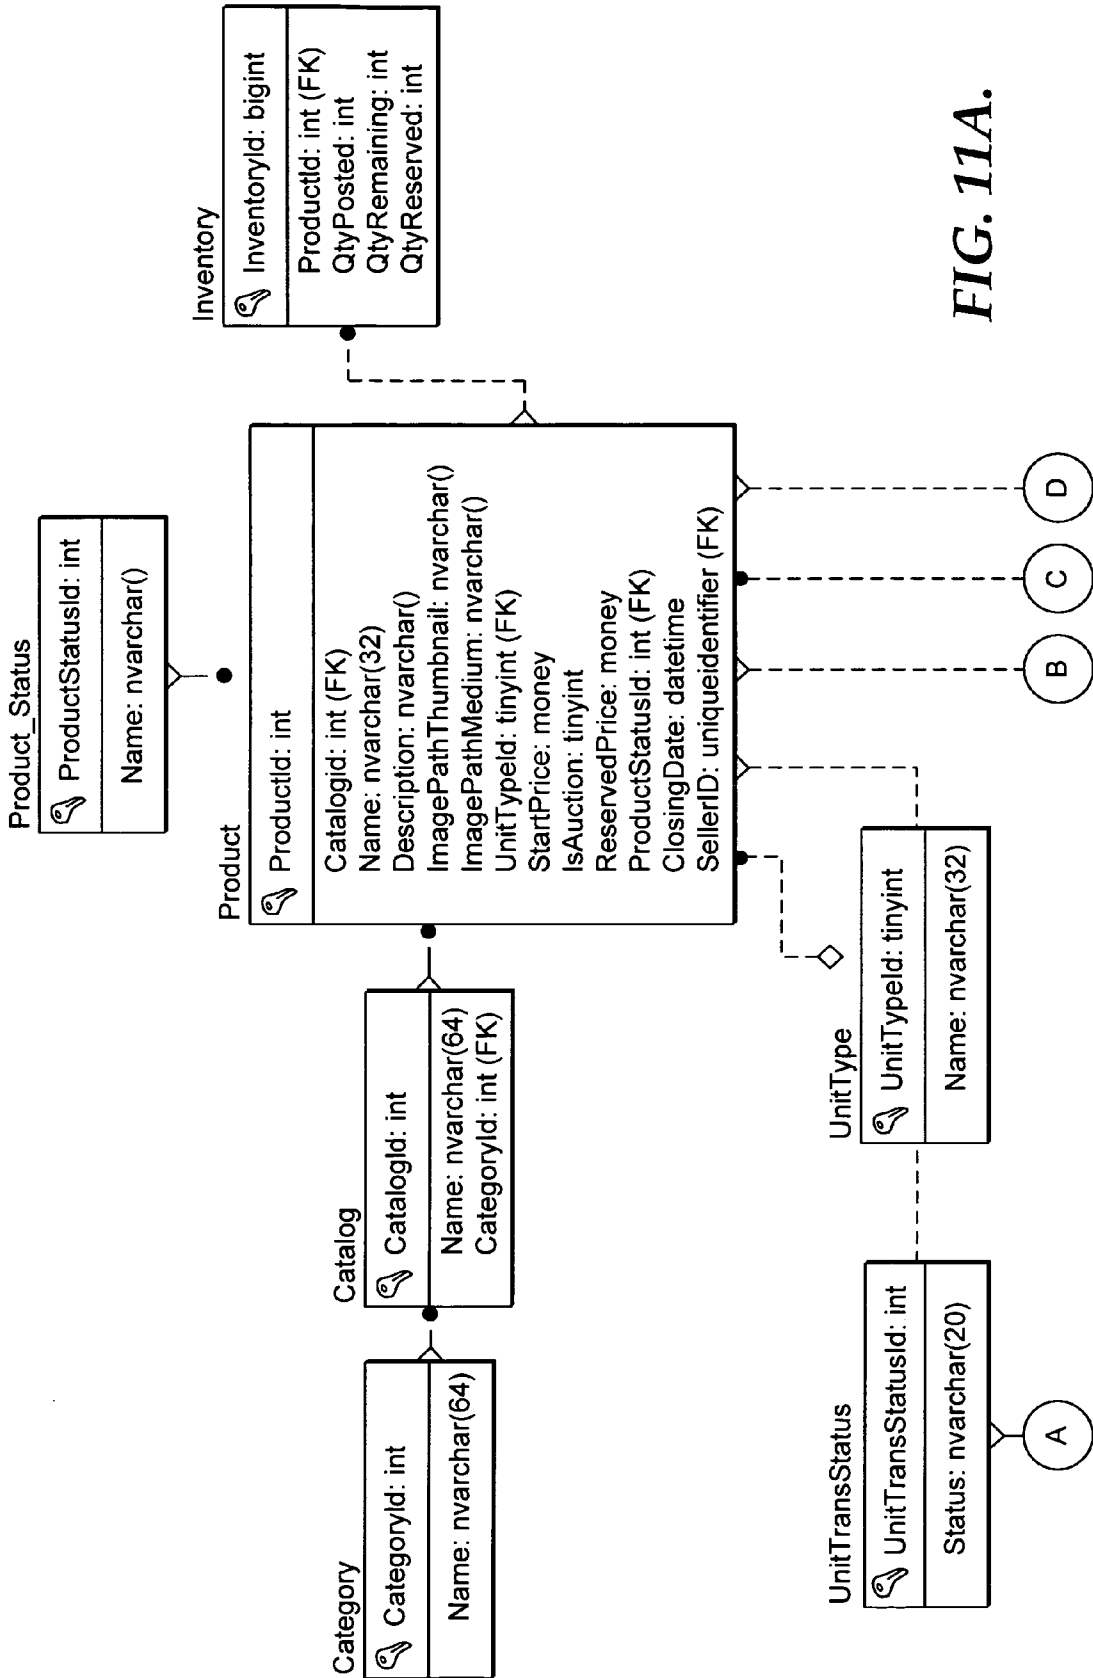 Product_Status
ProductStatusId: int
Name: nvarchar()
Category
CategoryId: int
Name: nvarchar(64)
Catalog
CatalogId: int
Name: nvarchar(64)
CategoryId: int (FK)
Product
ProductId: int
Catalogid: int (FK)
Name: nvarchar(32)
Description: nvarchar()
ImagePathThumbnail: nvarchar()
ImagePathMedium: nvarchar()
UnitTypeId: tinyint (FK)
StartPrice: money
IsAuction: tinyint
ReservedPrice: money
ProductStatusId: int (FK)
ClosingDate: datetime
SellerID: uniqueidentifier (FK)
Inventory
InventoryId: bigint
ProductId: int (FK)
QtyPosted: int
QtyRemaining: int
QtyReserved: int
UnitTransStatus
UnitTransStatusId: int
Status: nvarchar(20)
UnitType
UnitTypeId: tinyint
Name: nvarchar(32)
A
B
C
D
FIG. 11A.